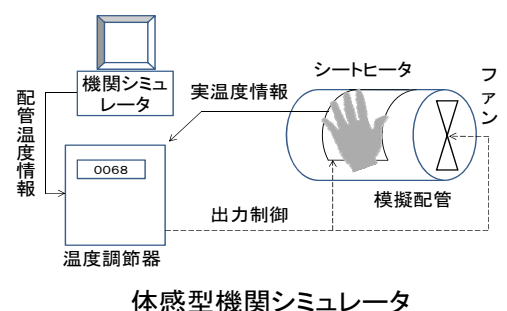 機関シミュ
レータ
配管温度情報
実温度情報
シートヒータ
ファン
0068
模擬配管
出力制御
温度調節器
体感型機関シミュレータ